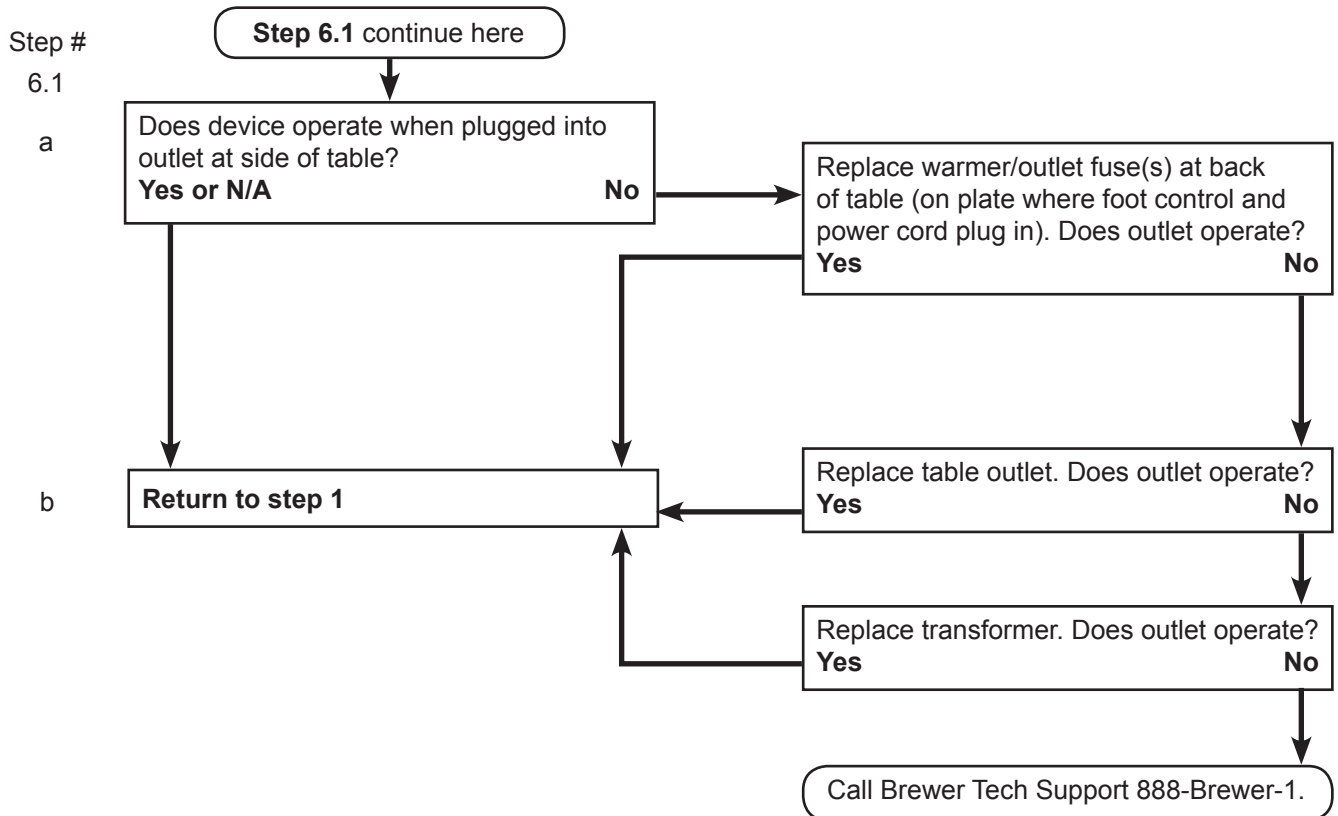 Step #
6.1
Step 6.1 continue here
a
Does device operate when plugged into
outlet at side of table?
Yes or N/A No
Replace warmer/outlet fuse(s) at back
of table (on plate where foot control and
power cord plug in). Does outlet operate?
Yes No
b
Return to step 1
Replace table outlet. Does outlet operate?
Yes No
Replace transformer. Does outlet operate?
Yes No
Call Brewer Tech Support 888-Brewer-1.